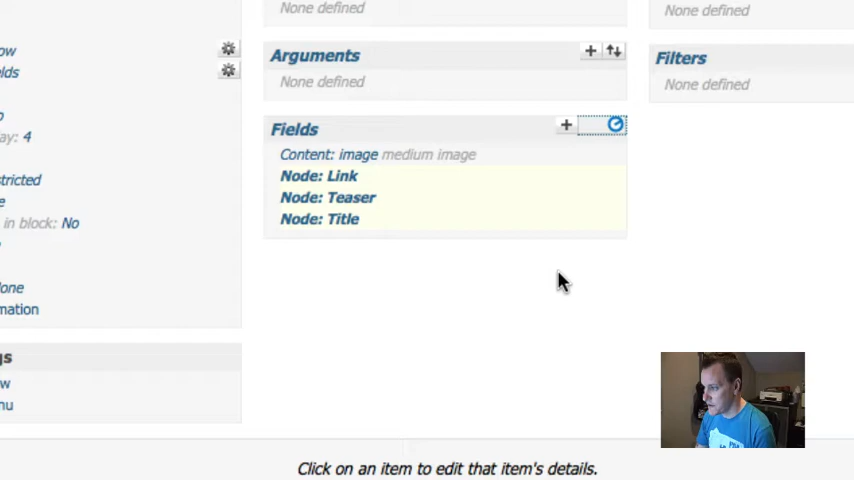 None defined
None defined
ow
Arguments
Filters
elds
None defined
None defined
o
Fields
ay: 4
Content: image medium image
Node: Link
stricted
Node: Teaser
e
Node: Title
in block: No
lone
mation
gs
w
nu
Click on an item to edit that item's details.